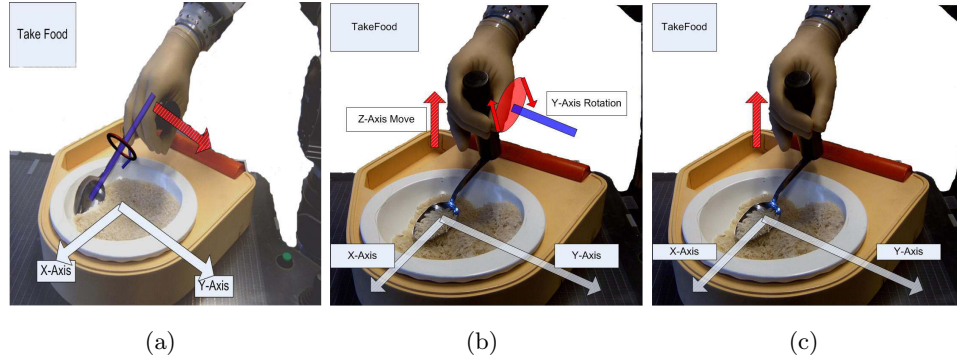 Take Food
X-Axis
Y-Axis
TakeFood
Z-Axis Move
Y-Axis Rotation
X-Axis
Y-Axis
TakeFood
X-Axis
Y-Axis
(a)
(b)
(c)